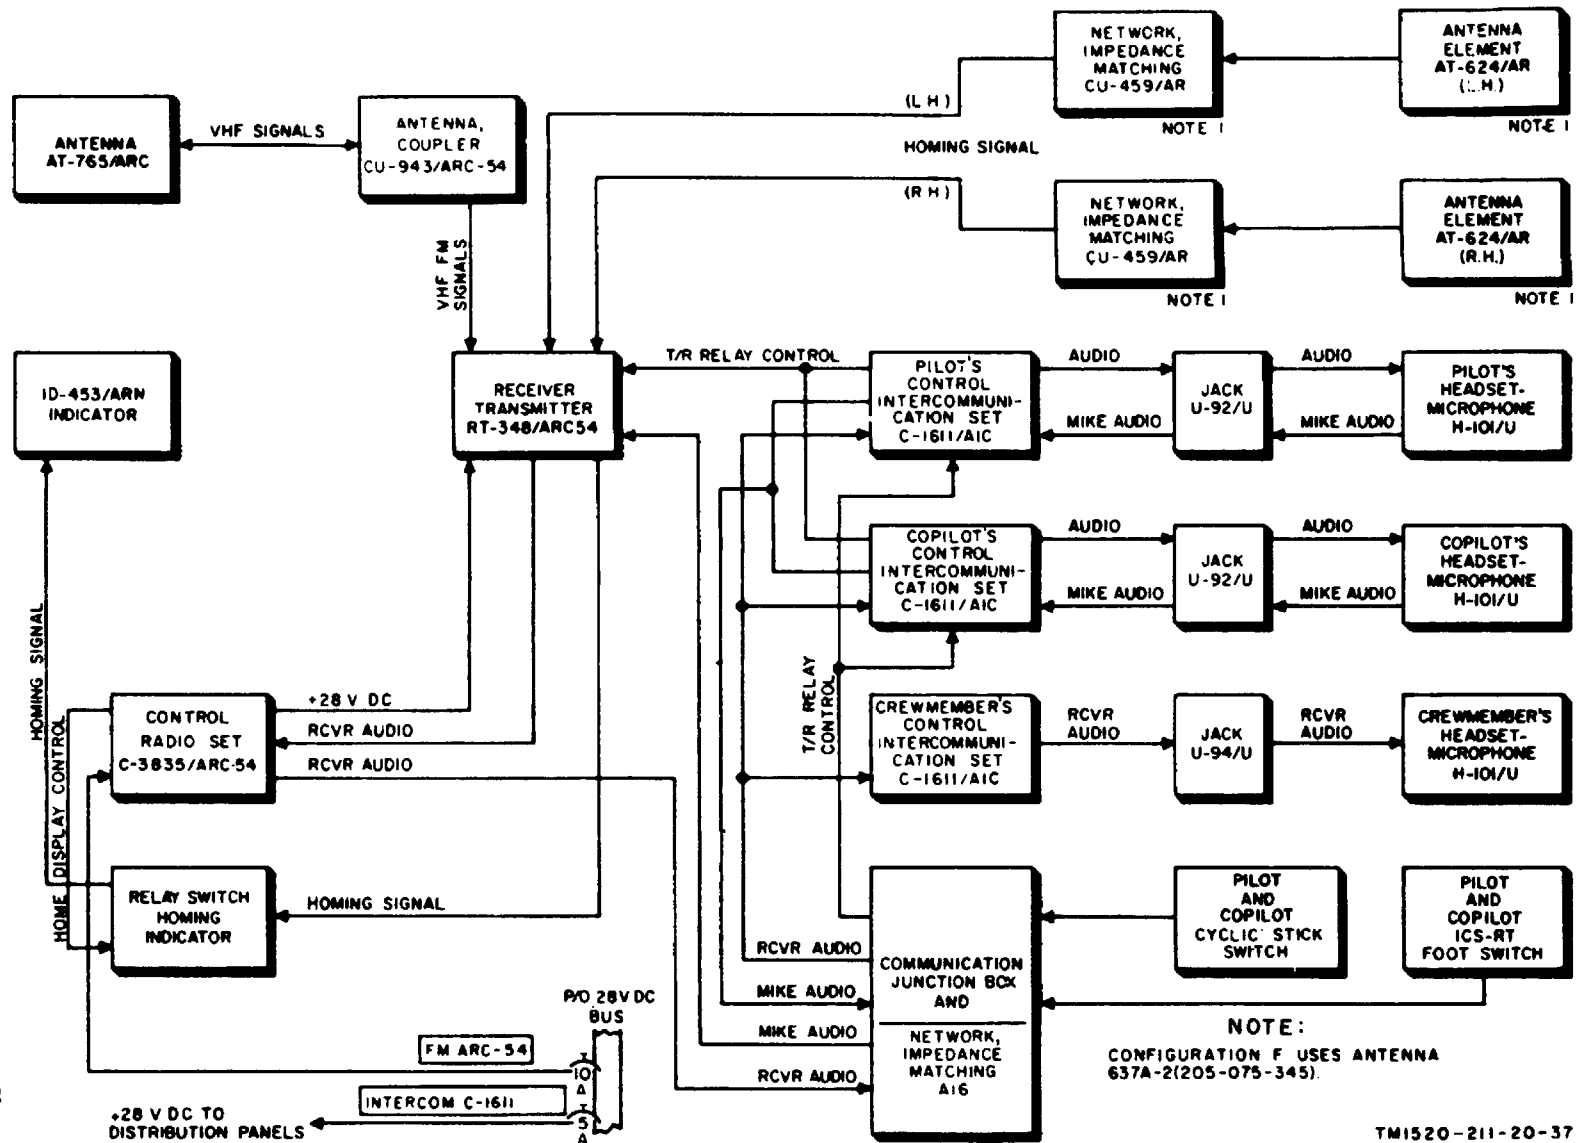 NETWORK,
IMPEDANCE
MATCHING
CU-459/AR
NOTE 1
ANTENNA
ELEMENT
AT-624/AR
(L.H.)
NOTE 1
ANTENNA
AT-765/ARC
VHF SIGNALS
ANTENNA,
COUPLER
CU-943/ARC-54
(L H)
HOMING SIGNAL
(R H)
NETWORK,
IMPEDANCE
MATCHING
CU-459/AR
NOTE 1
ANTENNA
ELEMENT
AT-624/AR
(R.H.)
NOTE 1
VHF FM
SIGNALS
ID-453/ARN
INDICATOR
RECEIVER
TRANSMITTER
RT-348/ARC54
T/R RELAY CONTROL
PILOT'S
CONTROL
INTERCOMMUNI-
CATION SET
C-1611/AIC
AUDIO
MIKE AUDIO
JACK
U-92/U
AUDIO
MIKE AUDIO
PILOT'S
HEADSET-
MICROPHONE
H-101/U
COPILOT'S
CONTROL
INTERCOMMUNI-
CATION SET
C-1611/AIC
AUDIO
MIKE AUDIO
JACK
U-92/U
AUDIO
MIKE AUDIO
COPILOT'S
HEADSET-
MICROPHONE
H-101/U
HOMING SIGNAL
HOME DISPLAY CONTROL
CONTROL
RADIO SET
C-3835/ARC-54
+28 V DC
RCVR AUDIO
RCVR AUDIO
T/R RELAY
CONTROL
CREWMEMBER'S
CONTROL
INTERCOMMUNI-
CATION SET
C-1611/AIC
RCVR
AUDIO
JACK
U-94/U
RCVR
AUDIO
CREWMEMBER'S
HEADSET-
MICROPHONE
H-101/U
RELAY SWITCH
HOMING
INDICATOR
HOMING SIGNAL
RCVR AUDIO
MIKE AUDIO
MIKE AUDIO
RCVR AUDIO
COMMUNICATION
JUNCTION BOX
AND
NETWORK,
IMPEDANCE
MATCHING
A16
PILOT
AND
COPILOT
CYCLIC STICK
SWITCH
PILOT
AND
COPILOT
ICS-RT
FOOT SWITCH
P/O 28V DC
BUS
FM ARC-54
10
A
INTERCOM C-1611
5
A
+28 V DC TO
DISTRIBUTION PANELS
NOTE:
CONFIGURATION F USES ANTENNA
637A-2(205-075-345).
TM1520-211-20-37